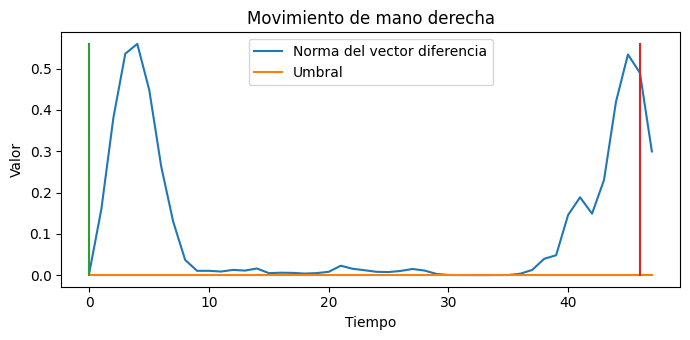 Movimiento de mano derecha
Norma del vector diferencia
Umbral
Valor
0.5
0.4
0.3
0.2
0.1
0.0
0 10 20 30 40
Tiempo